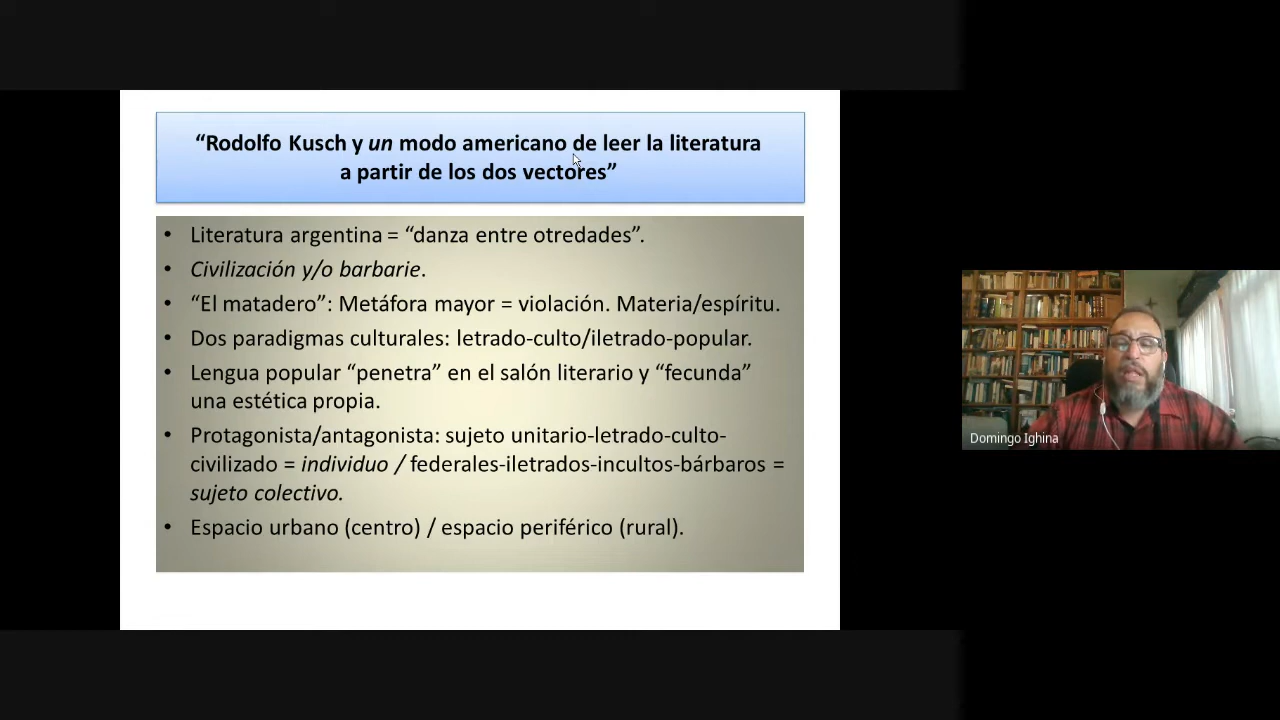 “Rodolfo Kusch y un modo americano de leer la literatura
a partir de los dos vectores”
• Literatura argentina = “danza entre otredades”.
• Civilización y/o barbarie.
• “El matadero”: Metáfora mayor = violación. Materia/espíritu.
• Dos paradigmas culturales: letrado-culto/iletrado-popular.
• Lengua popular “penetra” en el salón literario y “fecunda”
una estética propia.
• Protagonista/antagonista: sujeto unitario-letrado-culto-
civilizado = individuo / federales-iletrados-incultos-bárbaros =
sujeto colectivo.
• Espacio urbano (centro) / espacio periférico (rural).
Domingo Ighina